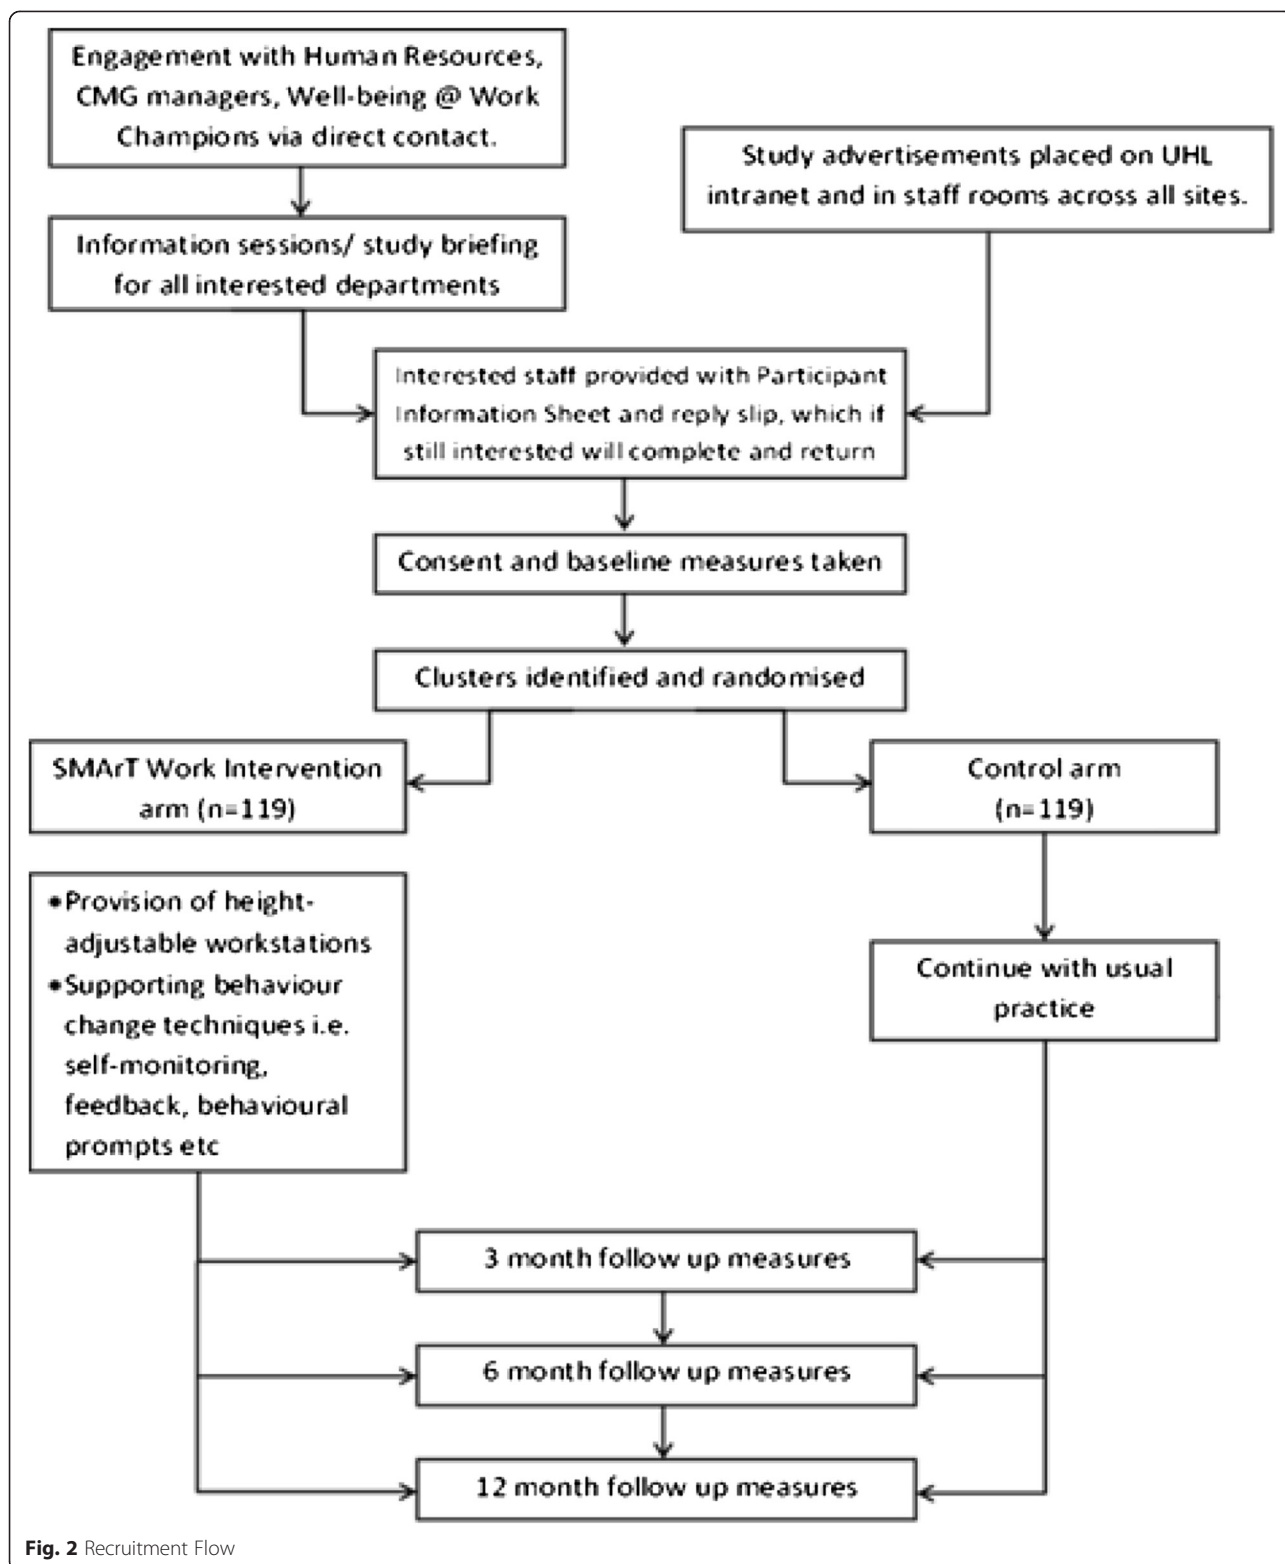 Engagement with Human Resources,
CMG managers, Well-being @ Work
Champions via direct contact.
Study advertisements placed on UHL
intranet and in staff rooms across all sites.
Information sessions/ study briefing
for all interested departments
Interested staff provided with Participant
Information Sheet and reply slip, which if
still interested will complete and return
Consent and baseline measures taken
Clusters identified and randomised
SMArT Work Intervention
arm (n=119)
Control arm
(n=119)
•Provision of height-
adjustable workstations
•Supporting behaviour
change techniques i.e.
self-monitoring,
feedback, behavioural
prompts etc
Continue with usual
practice
3 month follow up measures
6 month follow up measures
12 month follow up measures
Fig. 2 Recruitment Flow